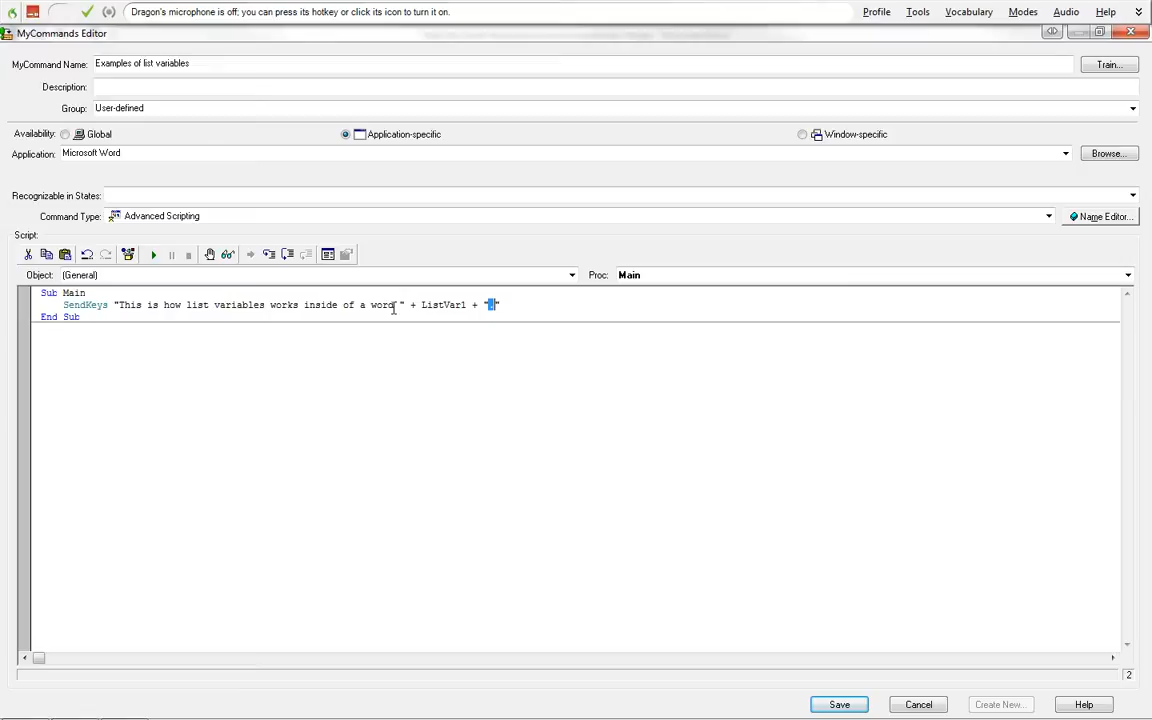 Dragon's microphone is off; you can press its hotkey or click its icon to turn it on. Profile Tools Vocabulary Modes Audio Help
MyCommands Editor
MyCommand Name: Examples of list variables Train...
Description:
Group: User-defined
Availability: Global Application-specific Window-specific
Application: Microsoft Word Browse...
Recognizable in States:
Command Type: Advanced Scripting Name Editor...
Script:
Object: (General) Proc: Main
Sub Main
SendKeys "This is how list variables works inside of a word " + ListVar1 + "."
End Sub
2
Save Cancel Create New... Help